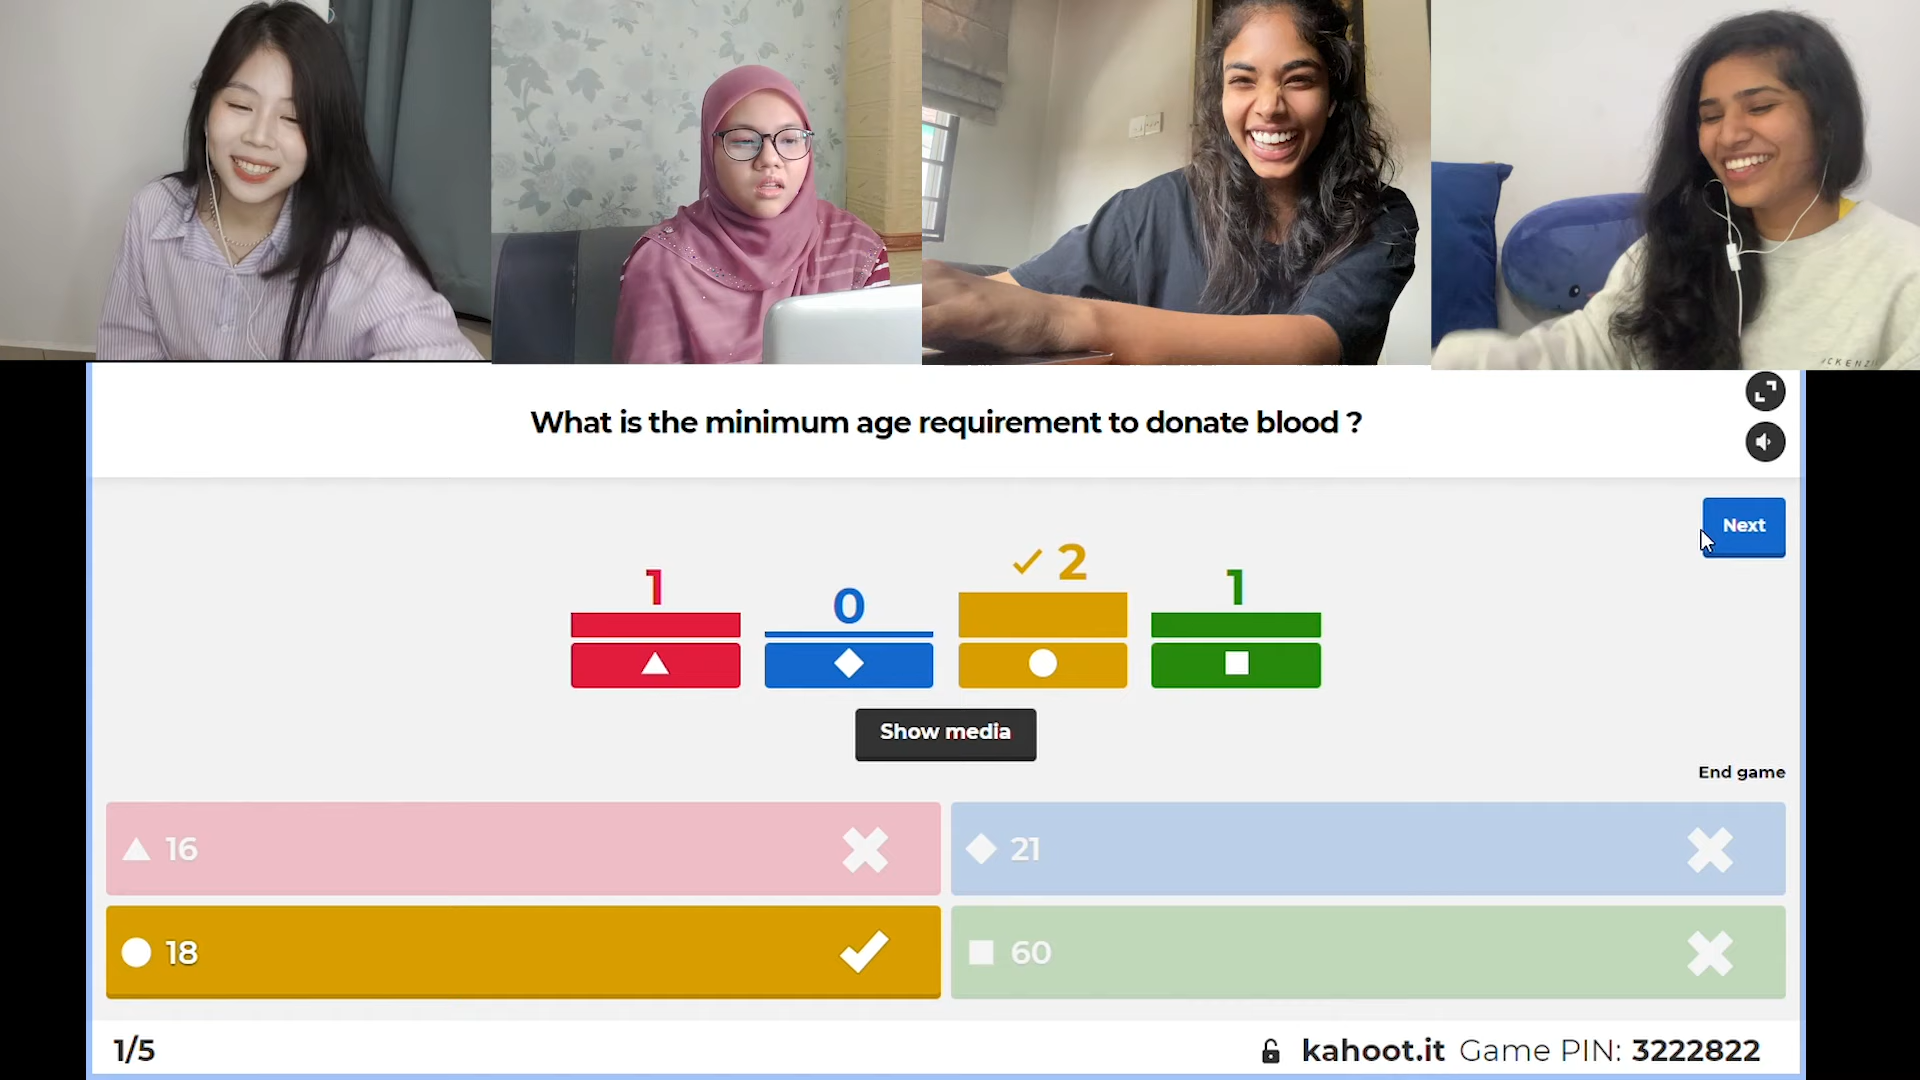 What is the minimum age requirement to donate blood ?
Next
1
0
2
1
Show media
End game
16
21
18
60
1/5
kahoot.it Game PIN: 3222822